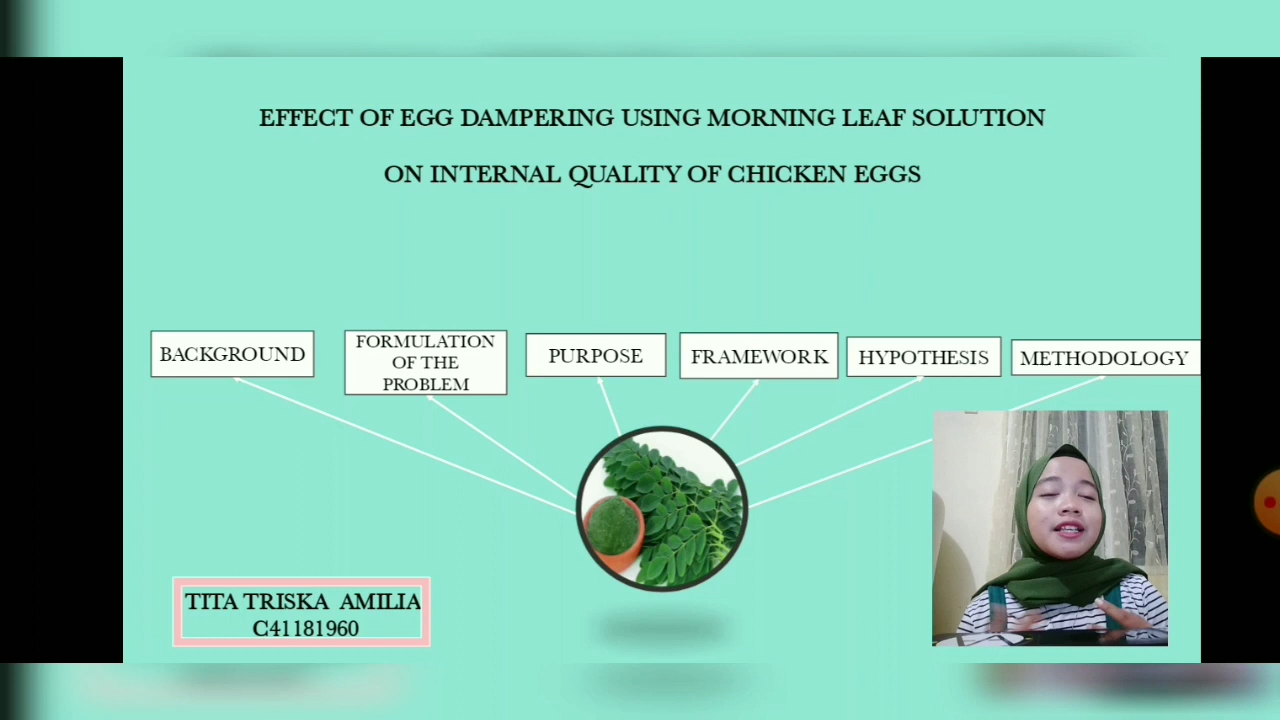 EFFECT OF EGG DAMPERING USING MORNING LEAF SOLUTION
ON INTERNAL QUALITY OF CHICKEN EGGS
BACKGROUND
FORMULATION
OF THE
PROBLEM
PURPOSE
FRAMEWORK
HYPOTHESIS
METHODOLOGY
TITA TRISKA AMILIA
C41181960